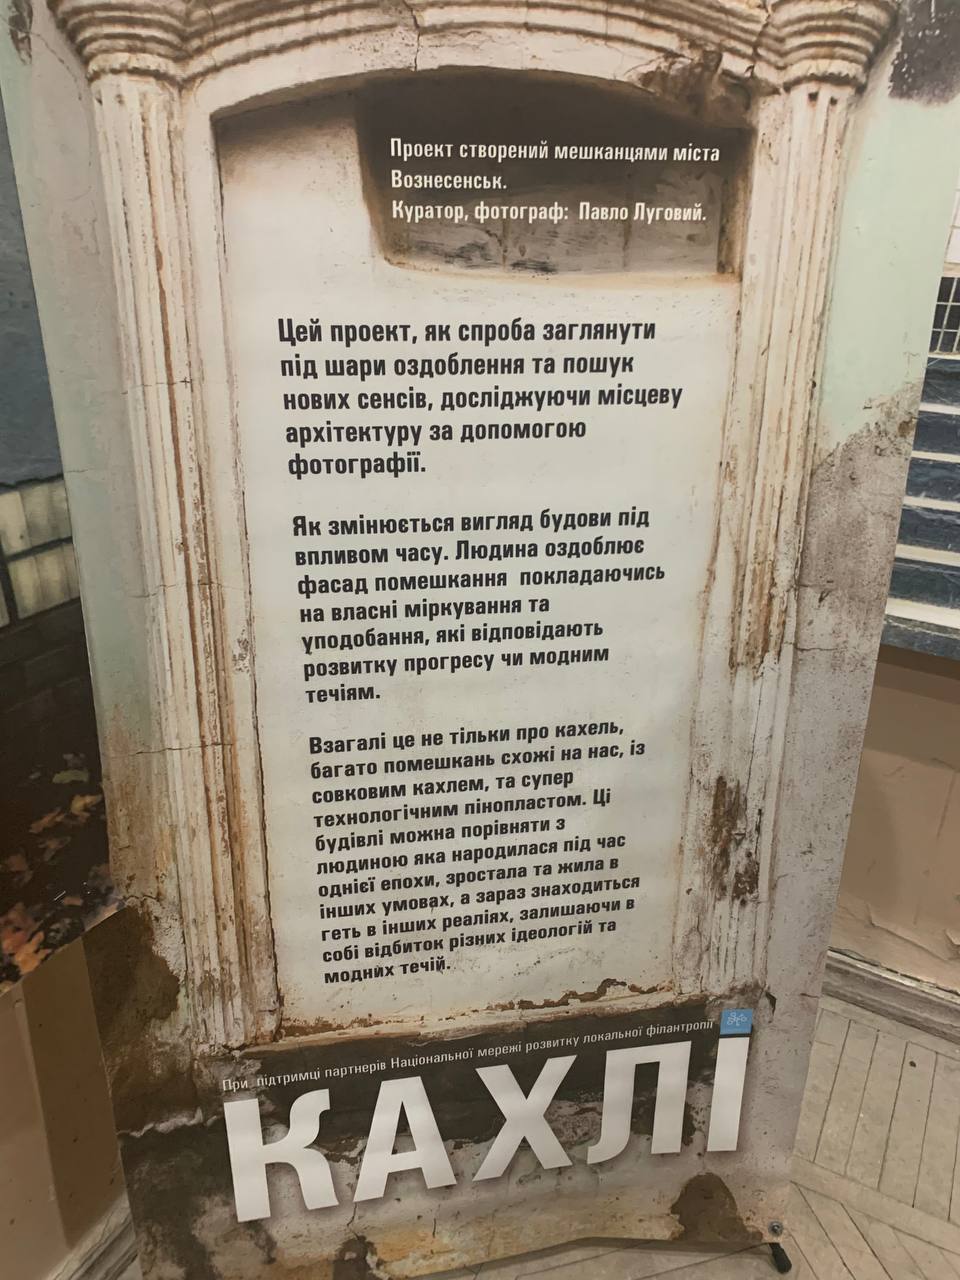 Проект створений мешканцями міста
Вознесенськ.
Куратор, фотограф: Павло Луговий.
Цей проект, як спроба заглянути
під шари оздоблення та пошук
нових сенсів, досліджуючи місцеву
архітектуру за допомогою
фотографії.
Як змінюється вигляд будови під
впливом часу. Людина оздоблює
фасад помешкання покладаючись
на власні міркування та
уподобання, які відповідають
розвитку прогресу чи модним
течіям.
Взагалі це не тільки про кахель,
багато помешкань схожі на нас, із
совковим кахлем, та супер
технологічним пінопластом. Ці
будівлі можна порівняти з
людиною яка народилася під час
однієї епохи, зростала та жила в
інших умовах, а зараз знаходиться
геть в інших реаліях, залишаючи в
собі відбиток різних ідеологій та
модних течій.
При підтримці партнерів Національної мережі розвитку локальної філантропії
КАХЛІ